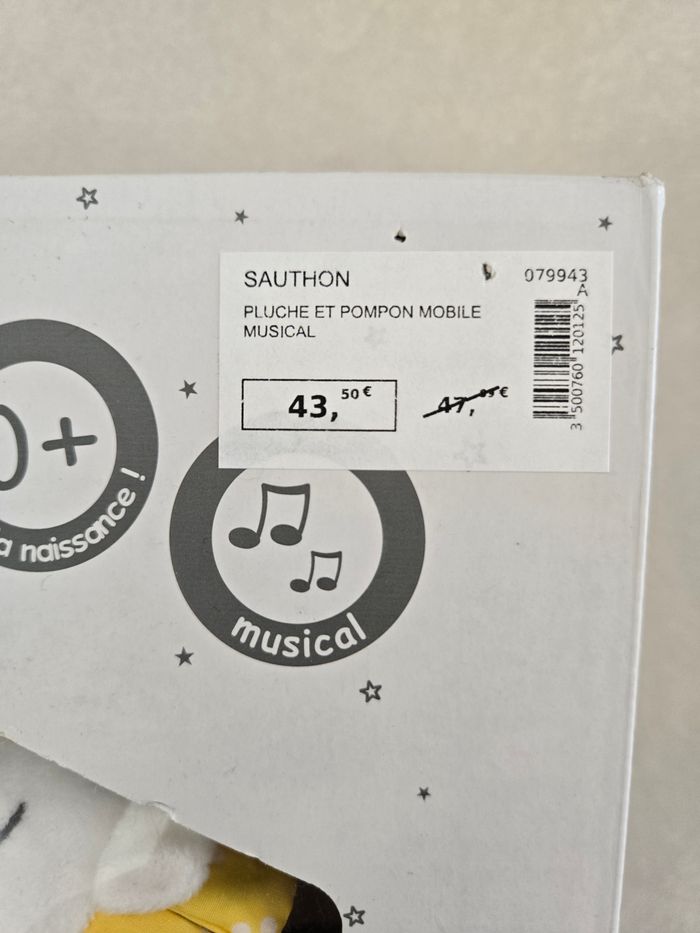 SAUTHON
079943
A
PLUCHE ET POMPON MOBILE
MUSICAL
43,50€
47,
€
3 500760 120125
0+
a naissance !
musical